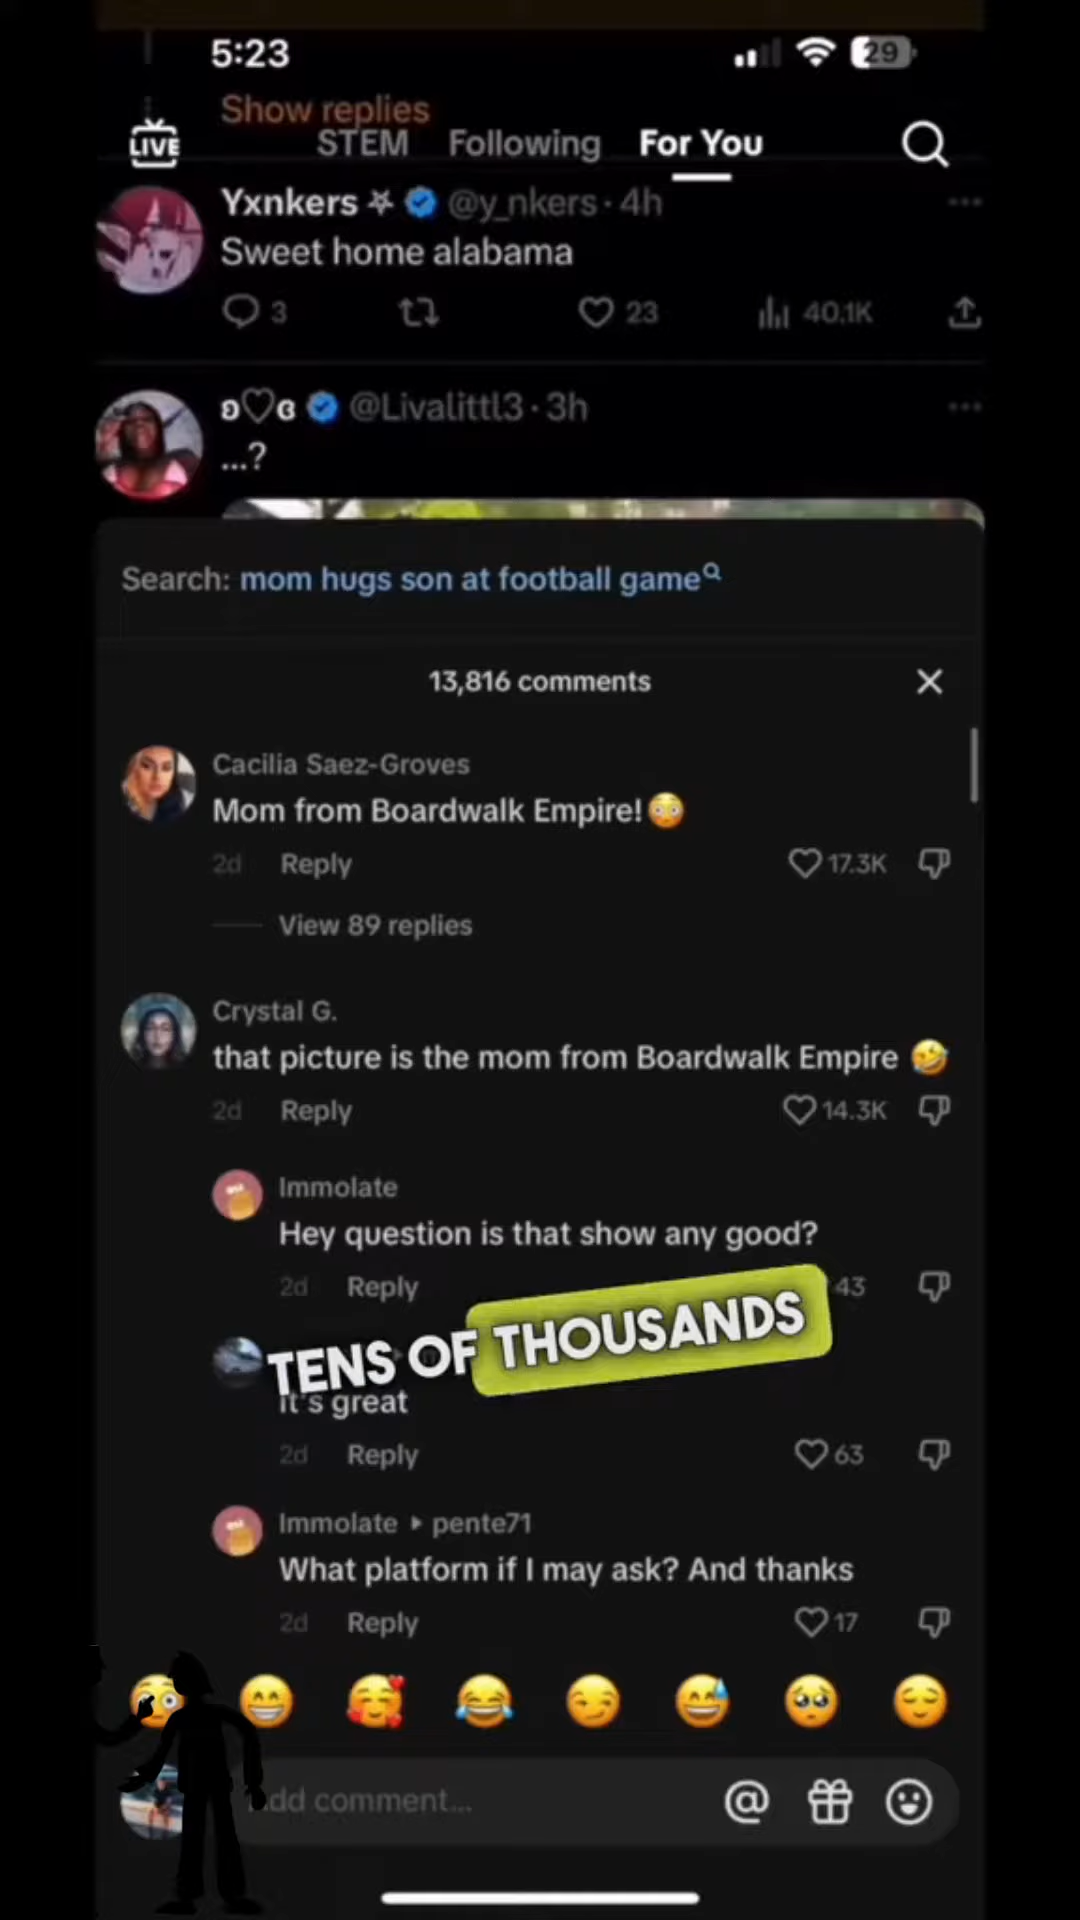 5:23
29
Show replies
LIVE
STEM Following For You
Yxnkers @y_nkers · 4h
Sweet home alabama
3 23 40.1K
ʚ♡ɞ @Livalittl3 · 3h
...?
Search: mom hugs son at football game
13,816 comments
Cacilia Saez-Groves
Mom from Boardwalk Empire! 😳
2d Reply 17.3K
View 89 replies
Crystal G.
that picture is the mom from Boardwalk Empire 🤣
2d Reply 14.3K
Immolate
Hey question is that show any good?
2d Reply 43
TENS OF THOUSANDS
It's great
2d Reply 63
Immolate ▸ pente71
What platform if I may ask? And thanks
2d Reply 17
Add comment...